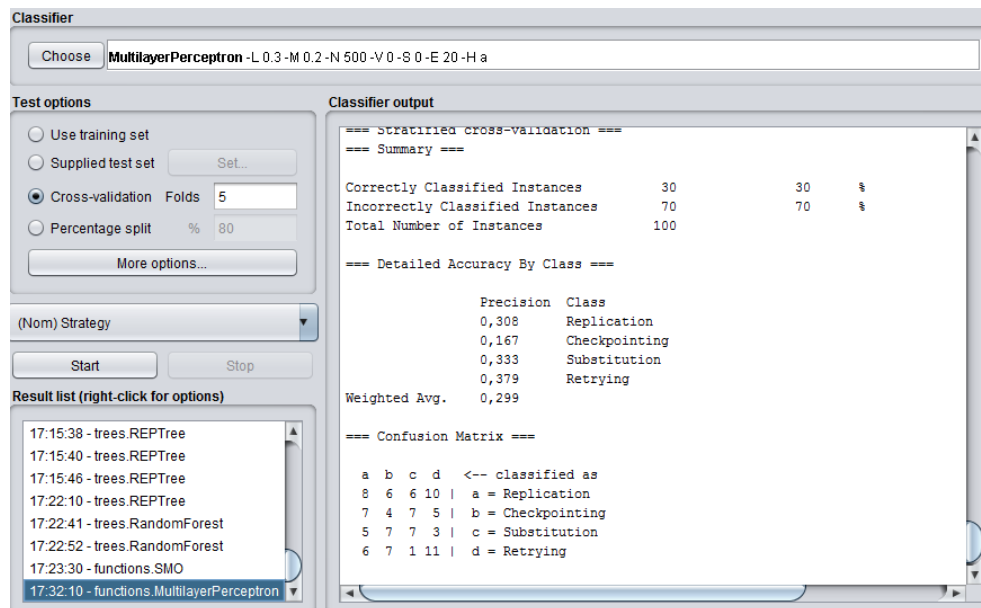 Classifier
Choose MultilayerPerceptron -L 0.3 -M 0.2 -N 500 -V 0 -S 0 -E 20 -H a
Test options
Use training set
Supplied test set Set...
Cross-validation Folds 5
Percentage split % 80
More options...
(Nom) Strategy
Start Stop
Result list (right-click for options)
17:15:38 - trees.REPTree
17:15:40 - trees.REPTree
17:15:46 - trees.REPTree
17:22:10 - trees.REPTree
17:22:41 - trees.RandomForest
17:22:52 - trees.RandomForest
17:23:30 - functions.SMO
17:32:10 - functions.MultilayerPerceptron
Classifier output
=== Stratified cross-validation ===
=== Summary ===
Correctly Classified Instances 30 30 %
Incorrectly Classified Instances 70 70 %
Total Number of Instances 100
=== Detailed Accuracy By Class ===
Precision Class
0,308 Replication
0,167 Checkpointing
0,333 Substitution
0,379 Retrying
Weighted Avg. 0,299
=== Confusion Matrix ===
a b c d <-- classified as
8 6 6 10 | a = Replication
7 4 7 5 | b = Checkpointing
5 7 7 3 | c = Substitution
6 7 1 11 | d = Retrying